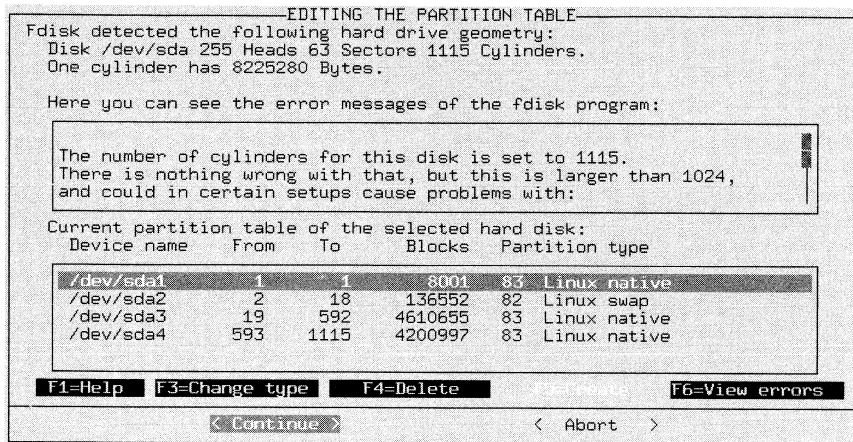 EDITING THE PARTITION TABLE
Fdisk detected the following hard drive geometry:
Disk /dev/sda 255 Heads 63 Sectors 1115 Cylinders.
One cylinder has 8225280 Bytes.
Here you can see the error messages of the fdisk program:
The number of cylinders for this disk is set to 1115.
There is nothing wrong with that, but this is larger than 1024,
and could in certain setups cause problems with:
Current partition table of the selected hard disk:
Device name From To Blocks Partition type
/dev/sda1 1 1 8001 83 Linux native
/dev/sda2 2 18 136552 82 Linux swap
/dev/sda3 19 592 4610655 83 Linux native
/dev/sda4 593 1115 4200997 83 Linux native
F1=Help F3=Change type F4=Delete F6=View errors
< Continue > < Abort >